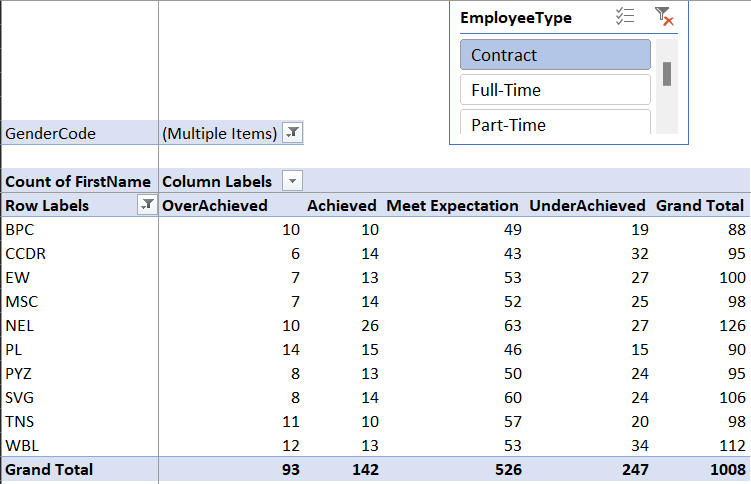 EmployeeType
Contract
Full-Time
Part-Time
GenderCode (Multiple Items)
Count of FirstName Column Labels
Row Labels OverAchieved Achieved Meet Expectation UnderAchieved Grand Total
BPC 10 10 49 19 88
CCDR 6 14 43 32 95
EW 7 13 53 27 100
MSC 7 14 52 25 98
NEL 10 26 63 27 126
PL 14 15 46 15 90
PYZ 8 13 50 24 95
SVG 8 14 60 24 106
TNS 11 10 57 20 98
WBL 12 13 53 34 112
Grand Total 93 142 526 247 1008